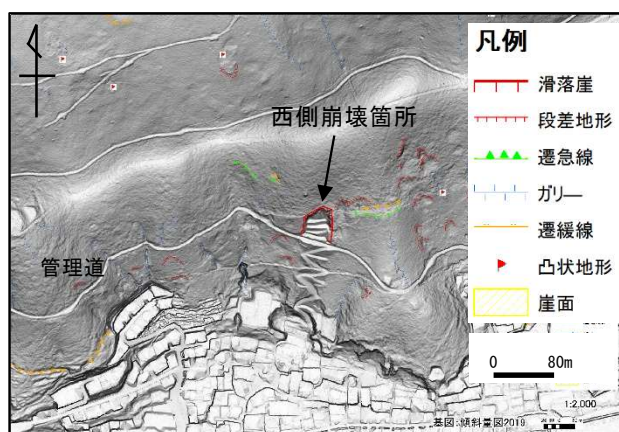 凡例
滑落崖
段差地形
遷急線
ガリー
遷緩線
凸状地形
崖面
西側崩壊箇所
管理道
0 80m
1:2,000
基図:傾斜量図2019